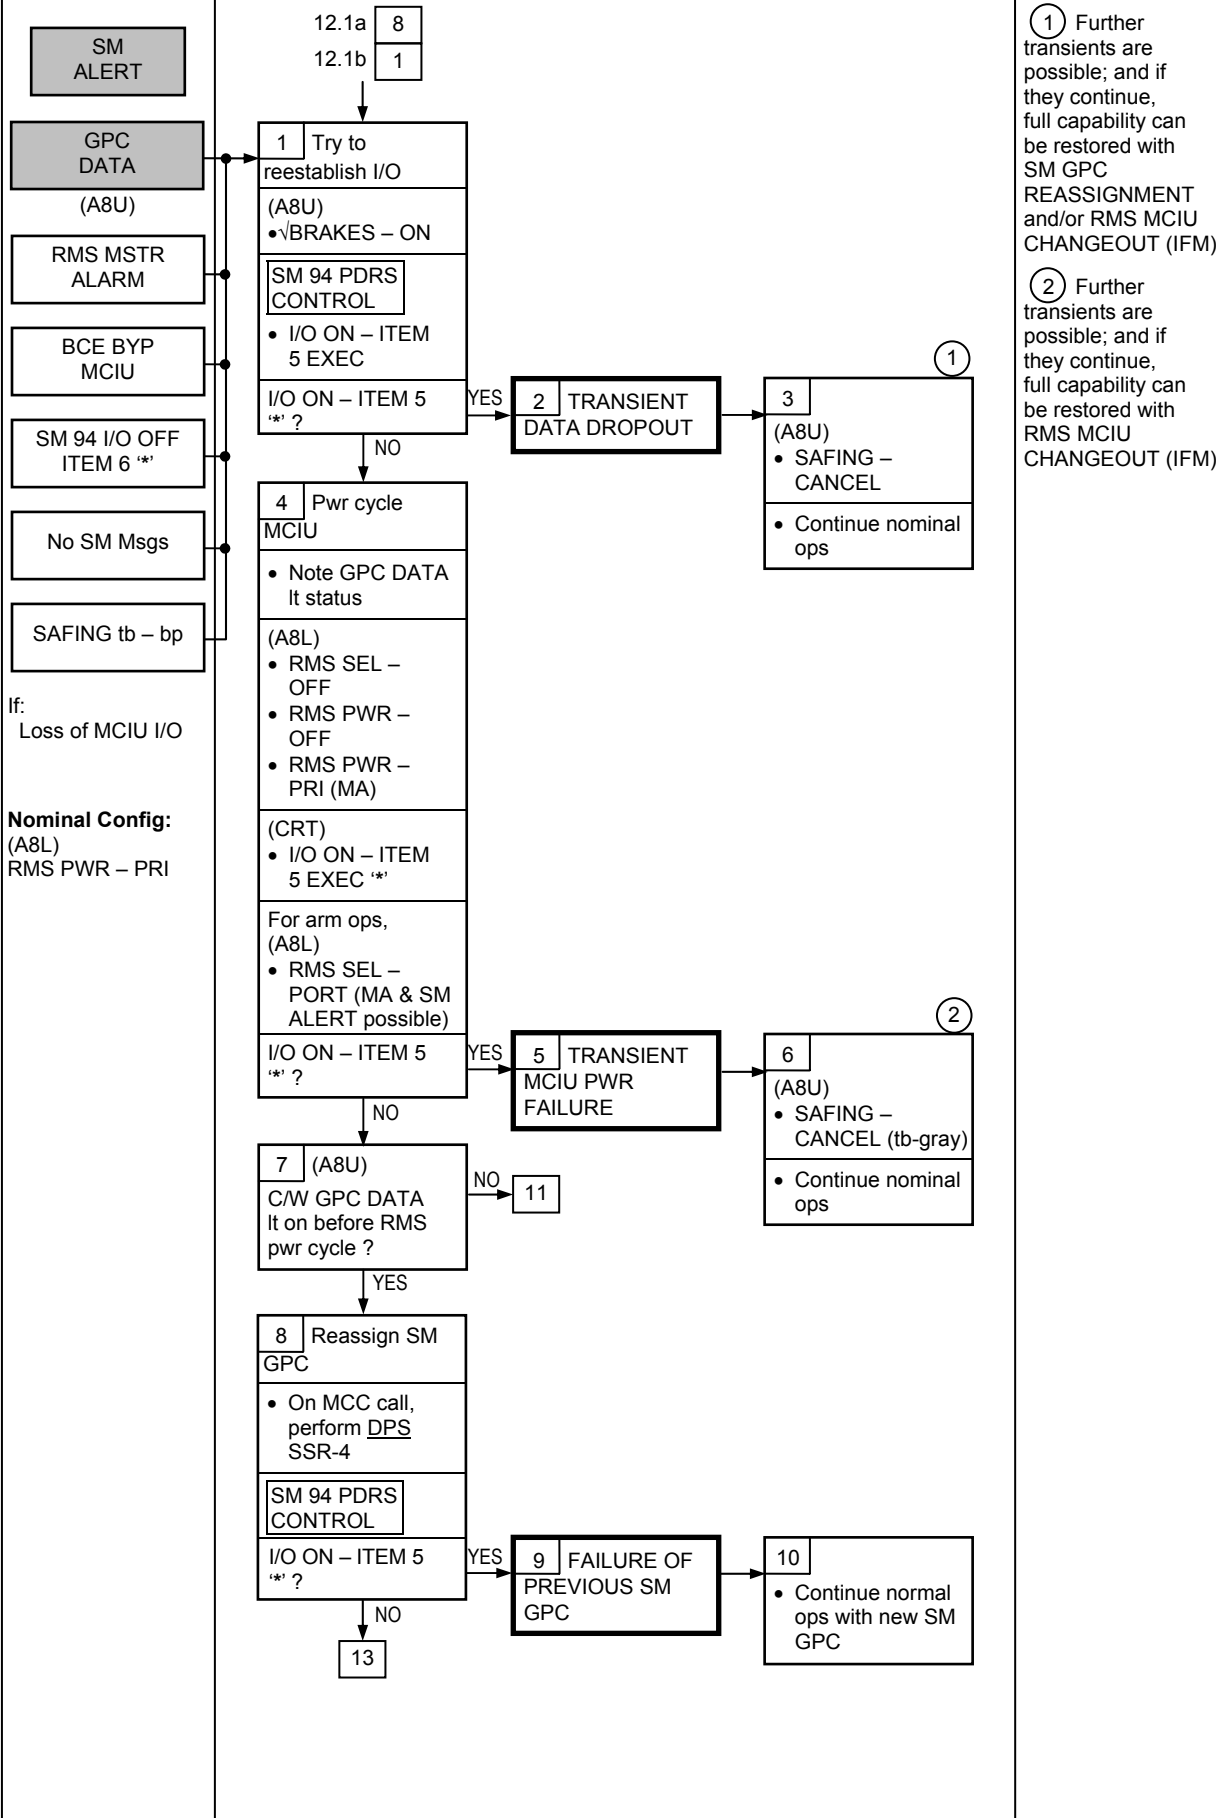 SM
ALERT
GPC
DATA
(A8U)
RMS MSTR
ALARM
BCE BYP
MCIU
SM 94 I/O OFF
ITEM 6 '*'
No SM Msgs
SAFING tb – bp
If:
Loss of MCIU I/O
Nominal Config:
(A8L)
RMS PWR – PRI
12.1a 8
12.1b 1
1 Try to
reestablish I/O
(A8U)
•√BRAKES – ON
SM 94 PDRS
CONTROL
• I/O ON – ITEM
5 EXEC
I/O ON – ITEM 5
'*' ?
YES
NO
2 TRANSIENT
DATA DROPOUT
1
3
(A8U)
• SAFING –
CANCEL
• Continue nominal
ops
4 Pwr cycle
MCIU
• Note GPC DATA
lt status
(A8L)
• RMS SEL –
OFF
• RMS PWR –
OFF
• RMS PWR –
PRI (MA)
(CRT)
• I/O ON – ITEM
5 EXEC '*'
For arm ops,
(A8L)
• RMS SEL –
PORT (MA & SM
ALERT possible)
I/O ON – ITEM 5
'*' ?
YES
NO
5 TRANSIENT
MCIU PWR
FAILURE
2
6
(A8U)
• SAFING –
CANCEL (tb-gray)
• Continue nominal
ops
7 (A8U)
C/W GPC DATA
lt on before RMS
pwr cycle ?
NO
11
YES
8 Reassign SM
GPC
• On MCC call,
perform DPS
SSR-4
SM 94 PDRS
CONTROL
I/O ON – ITEM 5
'*' ?
YES
NO
13
9 FAILURE OF
PREVIOUS SM
GPC
10
• Continue normal
ops with new SM
GPC
1 Further
transients are
possible; and if
they continue,
full capability can
be restored with
SM GPC
REASSIGNMENT
and/or RMS MCIU
CHANGEOUT (IFM)
2 Further
transients are
possible; and if
they continue,
full capability can
be restored with
RMS MCIU
CHANGEOUT (IFM)